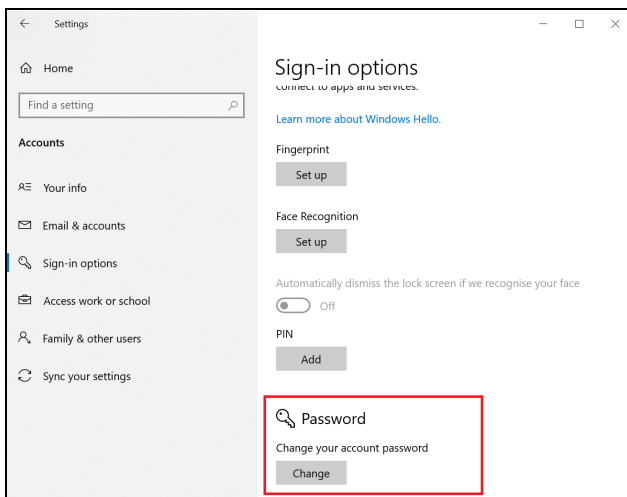 Settings
Home
Find a setting
Accounts
Your info
Email & accounts
Sign-in options
Access work or school
Family & other users
Sync your settings
Sign-in options
connect to apps and services.
Learn more about Windows Hello.
Fingerprint
Set up
Face Recognition
Set up
Automatically dismiss the lock screen if we recognise your face
Off
PIN
Add
Password
Change your account password
Change